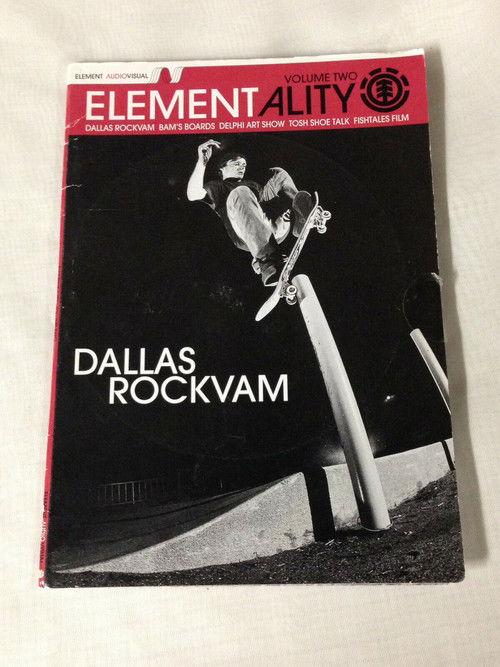 ELEMENT AUDIOVISUAL
VOLUME TWO
ELEMENTALITY
DALLAS ROCKVAM BAM'S BOARDS DELPHI ART SHOW TOSH SHOE TALK FISHTALES FILM
DALLAS
ROCKVAM